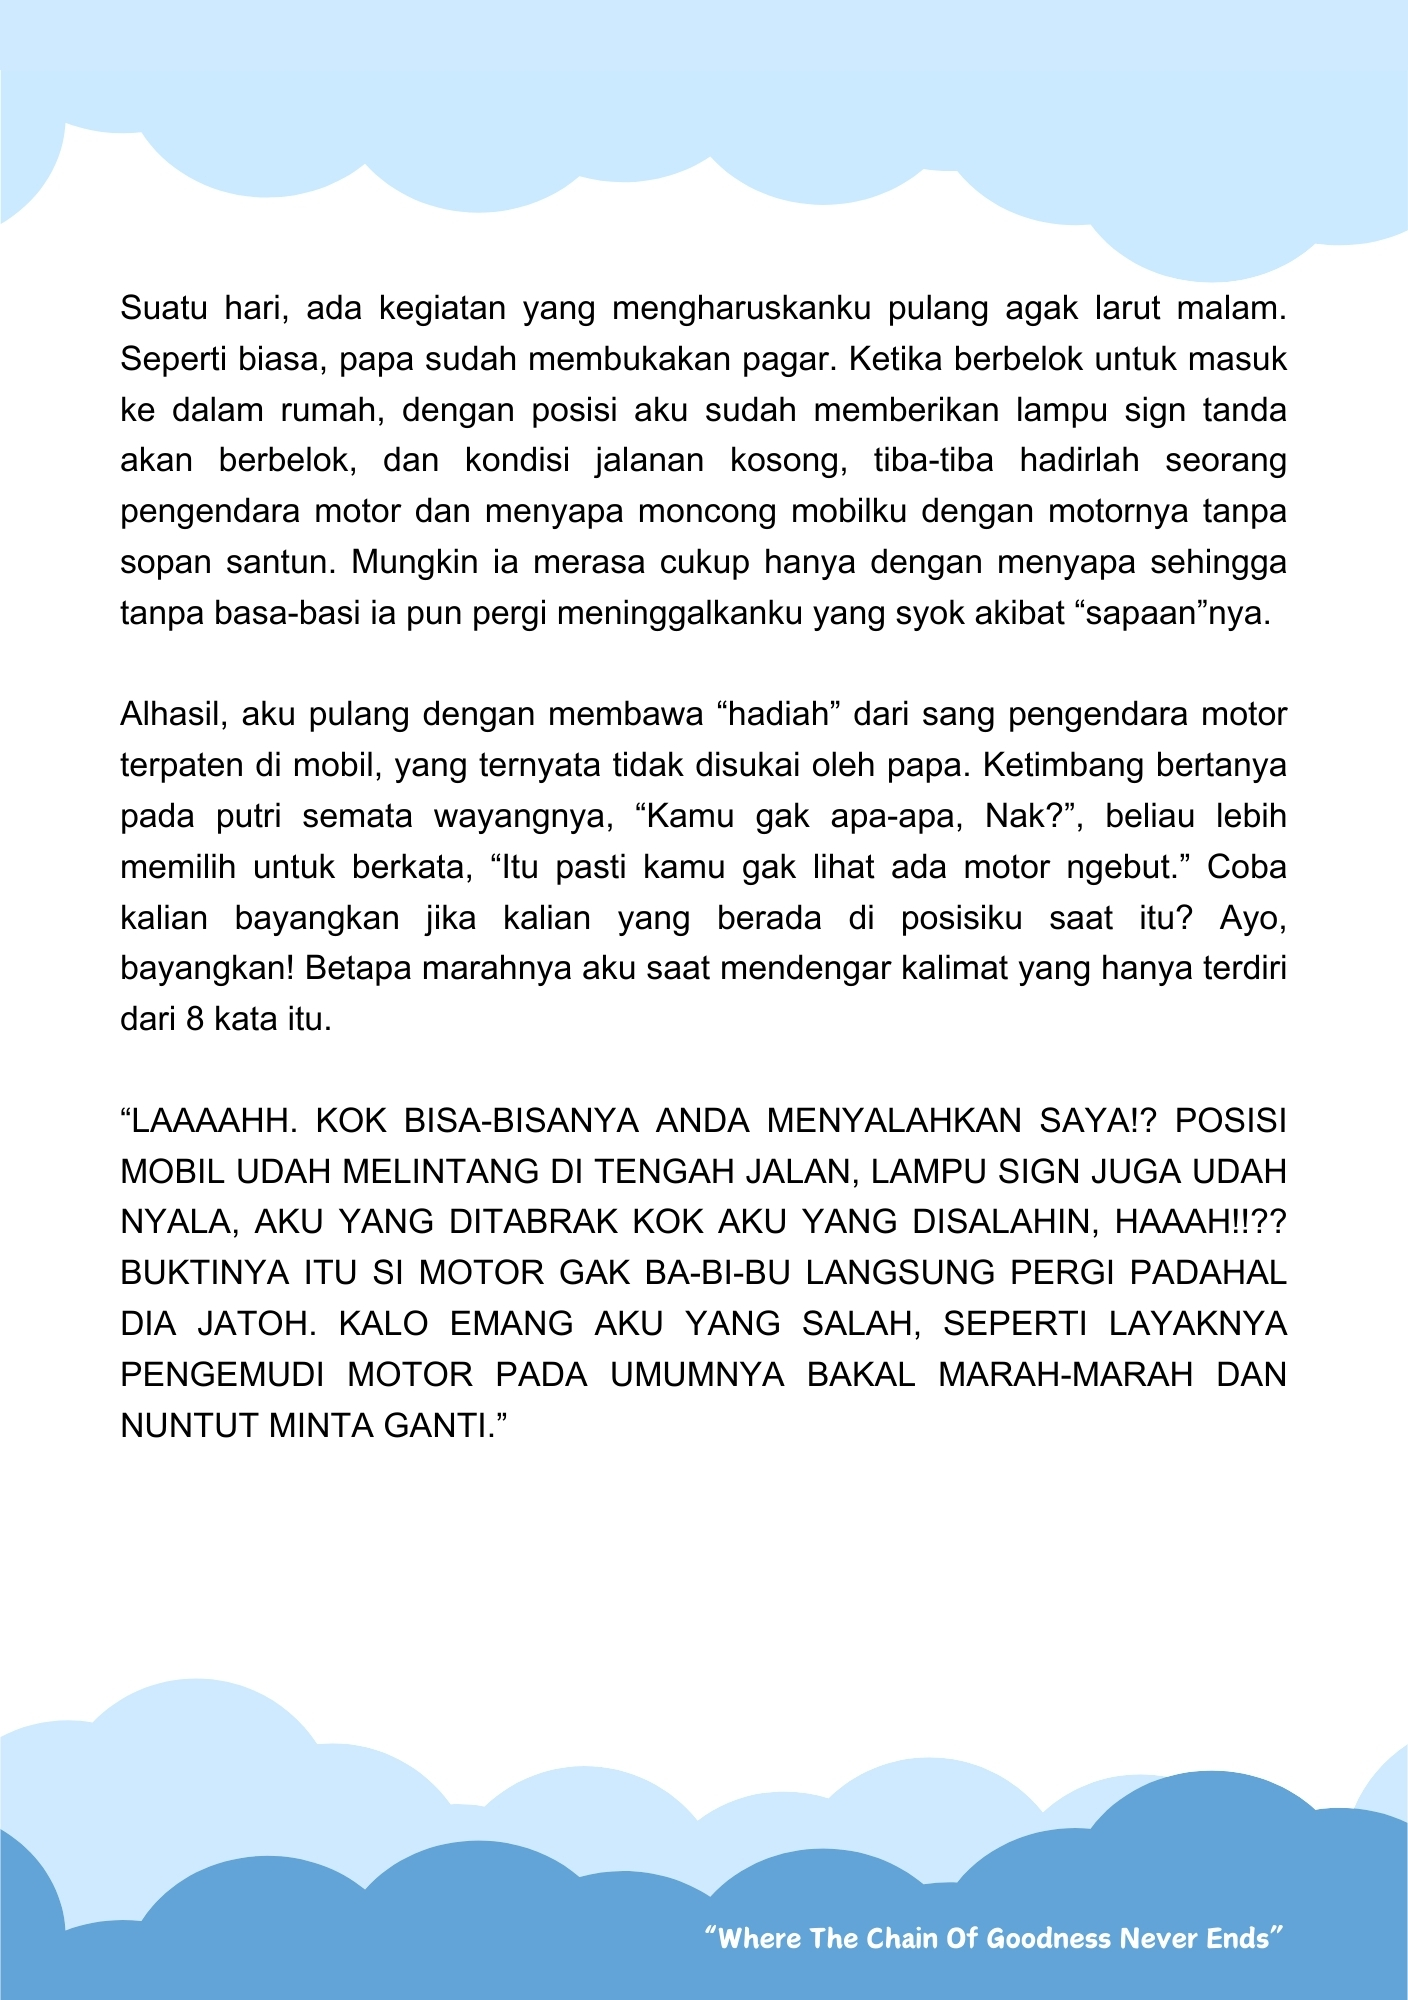 Suatu hari, ada kegiatan yang mengharuskanku pulang agak larut malam.
Seperti biasa, papa sudah membukakan pagar. Ketika berbelok untuk masuk
ke dalam rumah, dengan posisi aku sudah memberikan lampu sign tanda
akan berbelok, dan kondisi jalanan kosong, tiba-tiba hadirlah seorang
pengendara motor dan menyapa moncong mobilku dengan motornya tanpa
sopan santun. Mungkin ia merasa cukup hanya dengan menyapa sehingga
tanpa basa-basi ia pun pergi meninggalkanku yang syok akibat “sapaan”nya.
Alhasil, aku pulang dengan membawa “hadiah” dari sang pengendara motor
terpaten di mobil, yang ternyata tidak disukai oleh papa. Ketimbang bertanya
pada putri semata wayangnya, “Kamu gak apa-apa, Nak?”, beliau lebih
memilih untuk berkata, “Itu pasti kamu gak lihat ada motor ngebut.” Coba
kalian bayangkan jika kalian yang berada di posisiku saat itu? Ayo,
bayangkan! Betapa marahnya aku saat mendengar kalimat yang hanya terdiri
dari 8 kata itu.
“LAAAAHH. KOK BISA-BISANYA ANDA MENYALAHKAN SAYA!? POSISI
MOBIL UDAH MELINTANG DI TENGAH JALAN, LAMPU SIGN JUGA UDAH
NYALA, AKU YANG DITABRAK KOK AKU YANG DISALAHIN, HAAAH!!??
BUKTINYA ITU SI MOTOR GAK BA-BI-BU LANGSUNG PERGI PADAHAL
DIA JATOH. KALO EMANG AKU YANG SALAH, SEPERTI LAYAKNYA
PENGEMUDI MOTOR PADA UMUMNYA BAKAL MARAH-MARAH DAN
NUNTUT MINTA GANTI.”
“Where The Chain Of Goodness Never Ends”